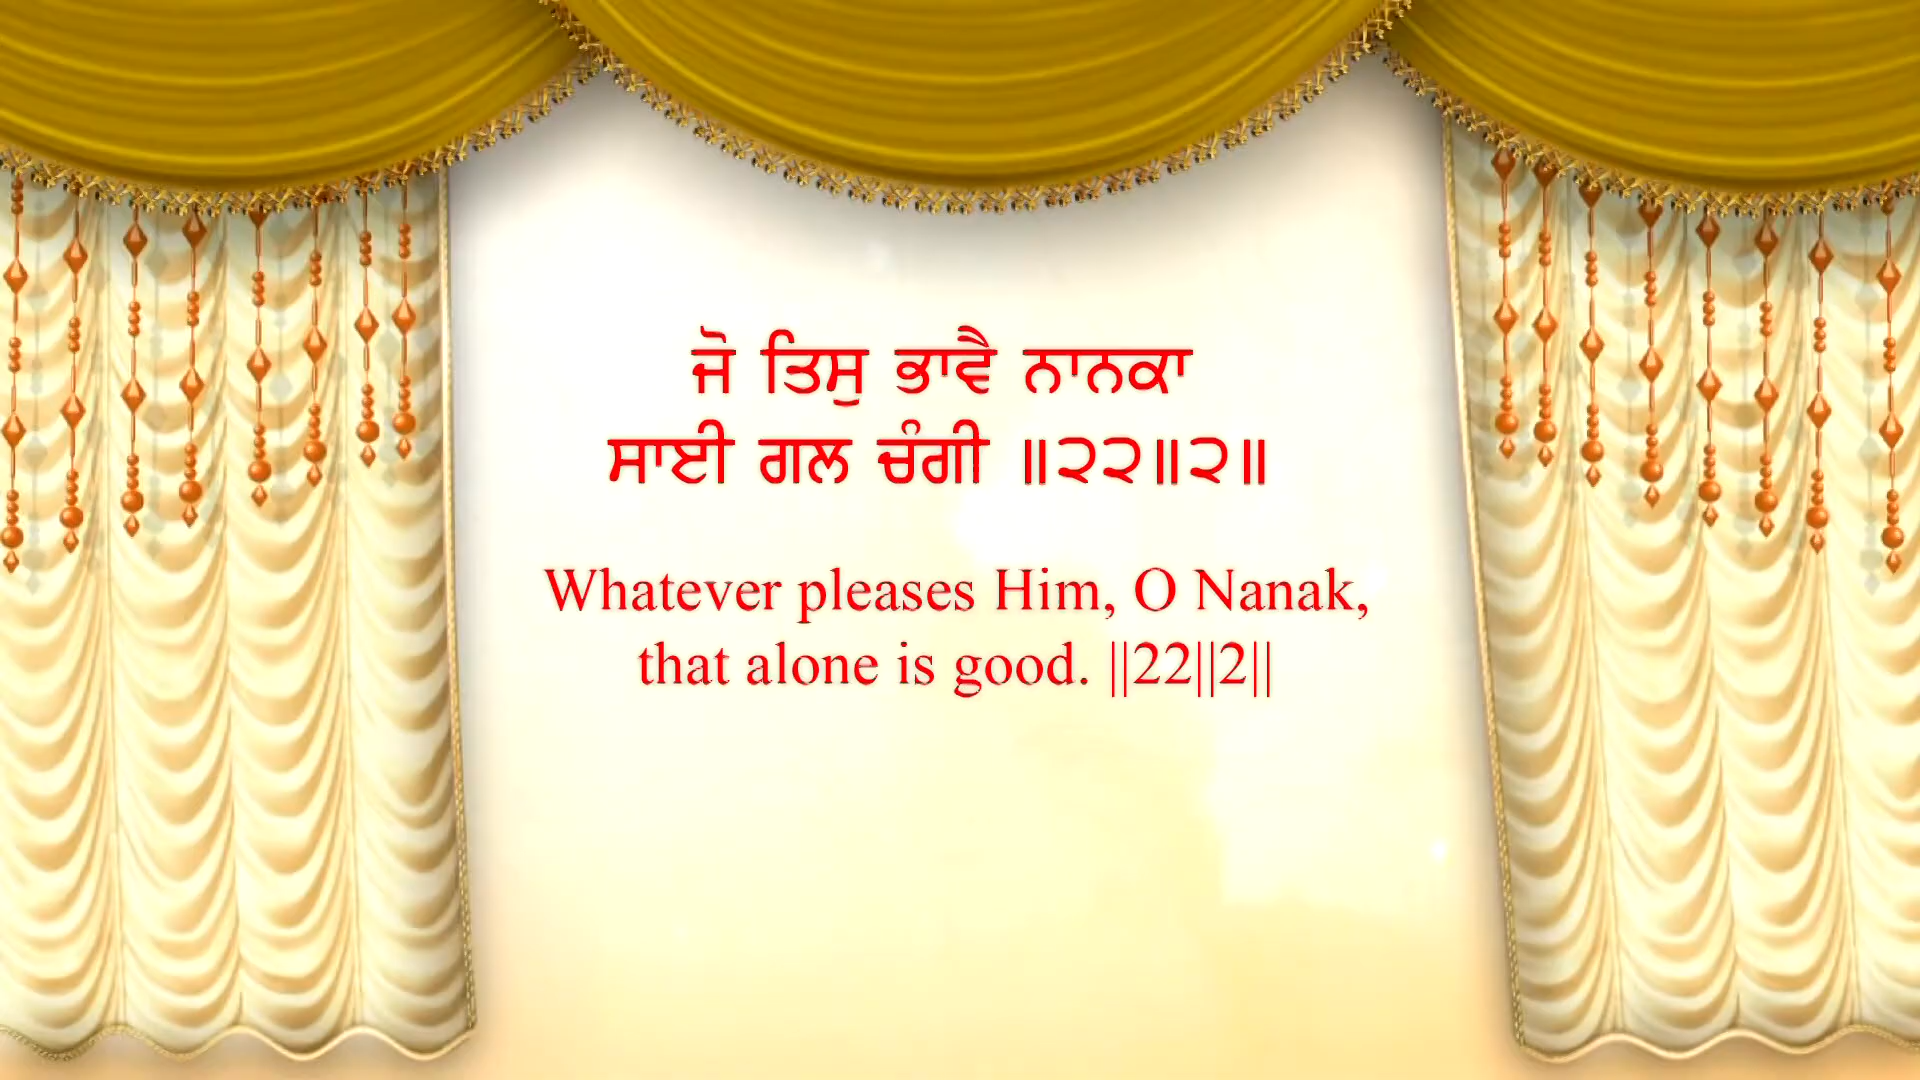 ਜੋ ਤਿਸੁ ਭਾਵੈ ਨਾਨਕਾ
ਸਾਈ ਗਲ ਚੰਗੀ ॥੨੨॥੨॥
Whatever pleases Him, O Nanak,
that alone is good. ||22||2||